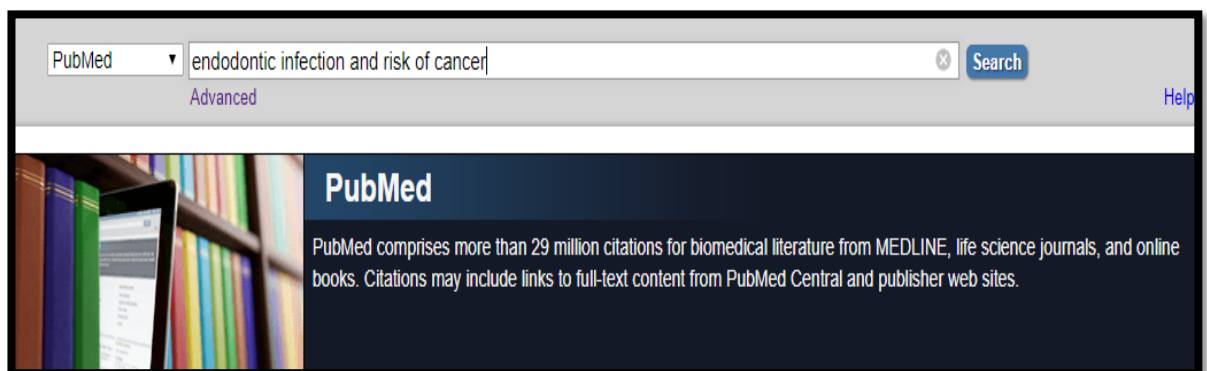 PubMed endodontic infection and risk of cancer Search
Advanced
Help
PubMed
PubMed comprises more than 29 million citations for biomedical literature from MEDLINE, life science journals, and online
books. Citations may include links to full-text content from PubMed Central and publisher web sites.